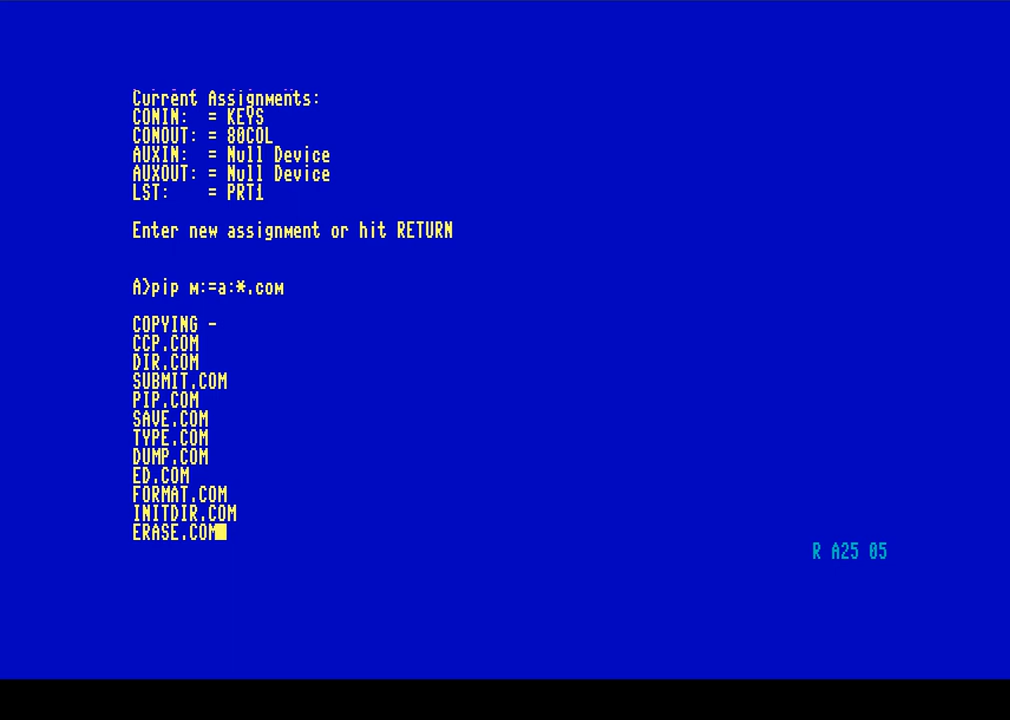 Current Assignments:
CONIN:  = KEYS
CONOUT: = 80COL
AUXIN:  = Null Device
AUXOUT: = Null Device
LST:    = PRT1
Enter new assignment or hit RETURN
A>pip m:=a:*.com
COPYING -
CCP.COM
DIR.COM
SUBMIT.COM
PIP.COM
SAVE.COM
TYPE.COM
DUMP.COM
ED.COM
FORMAT.COM
INITDIR.COM
ERASE.COM
R A25 05